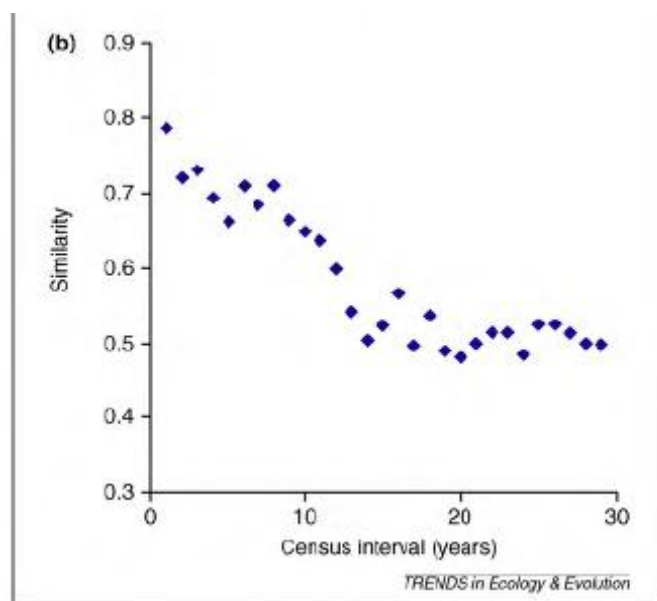 (b)
0.9
0.8
0.7
0.6
0.5
0.4
0.3
Similarity
0 10 20 30
Census interval (years)
TRENDS in Ecology & Evolution